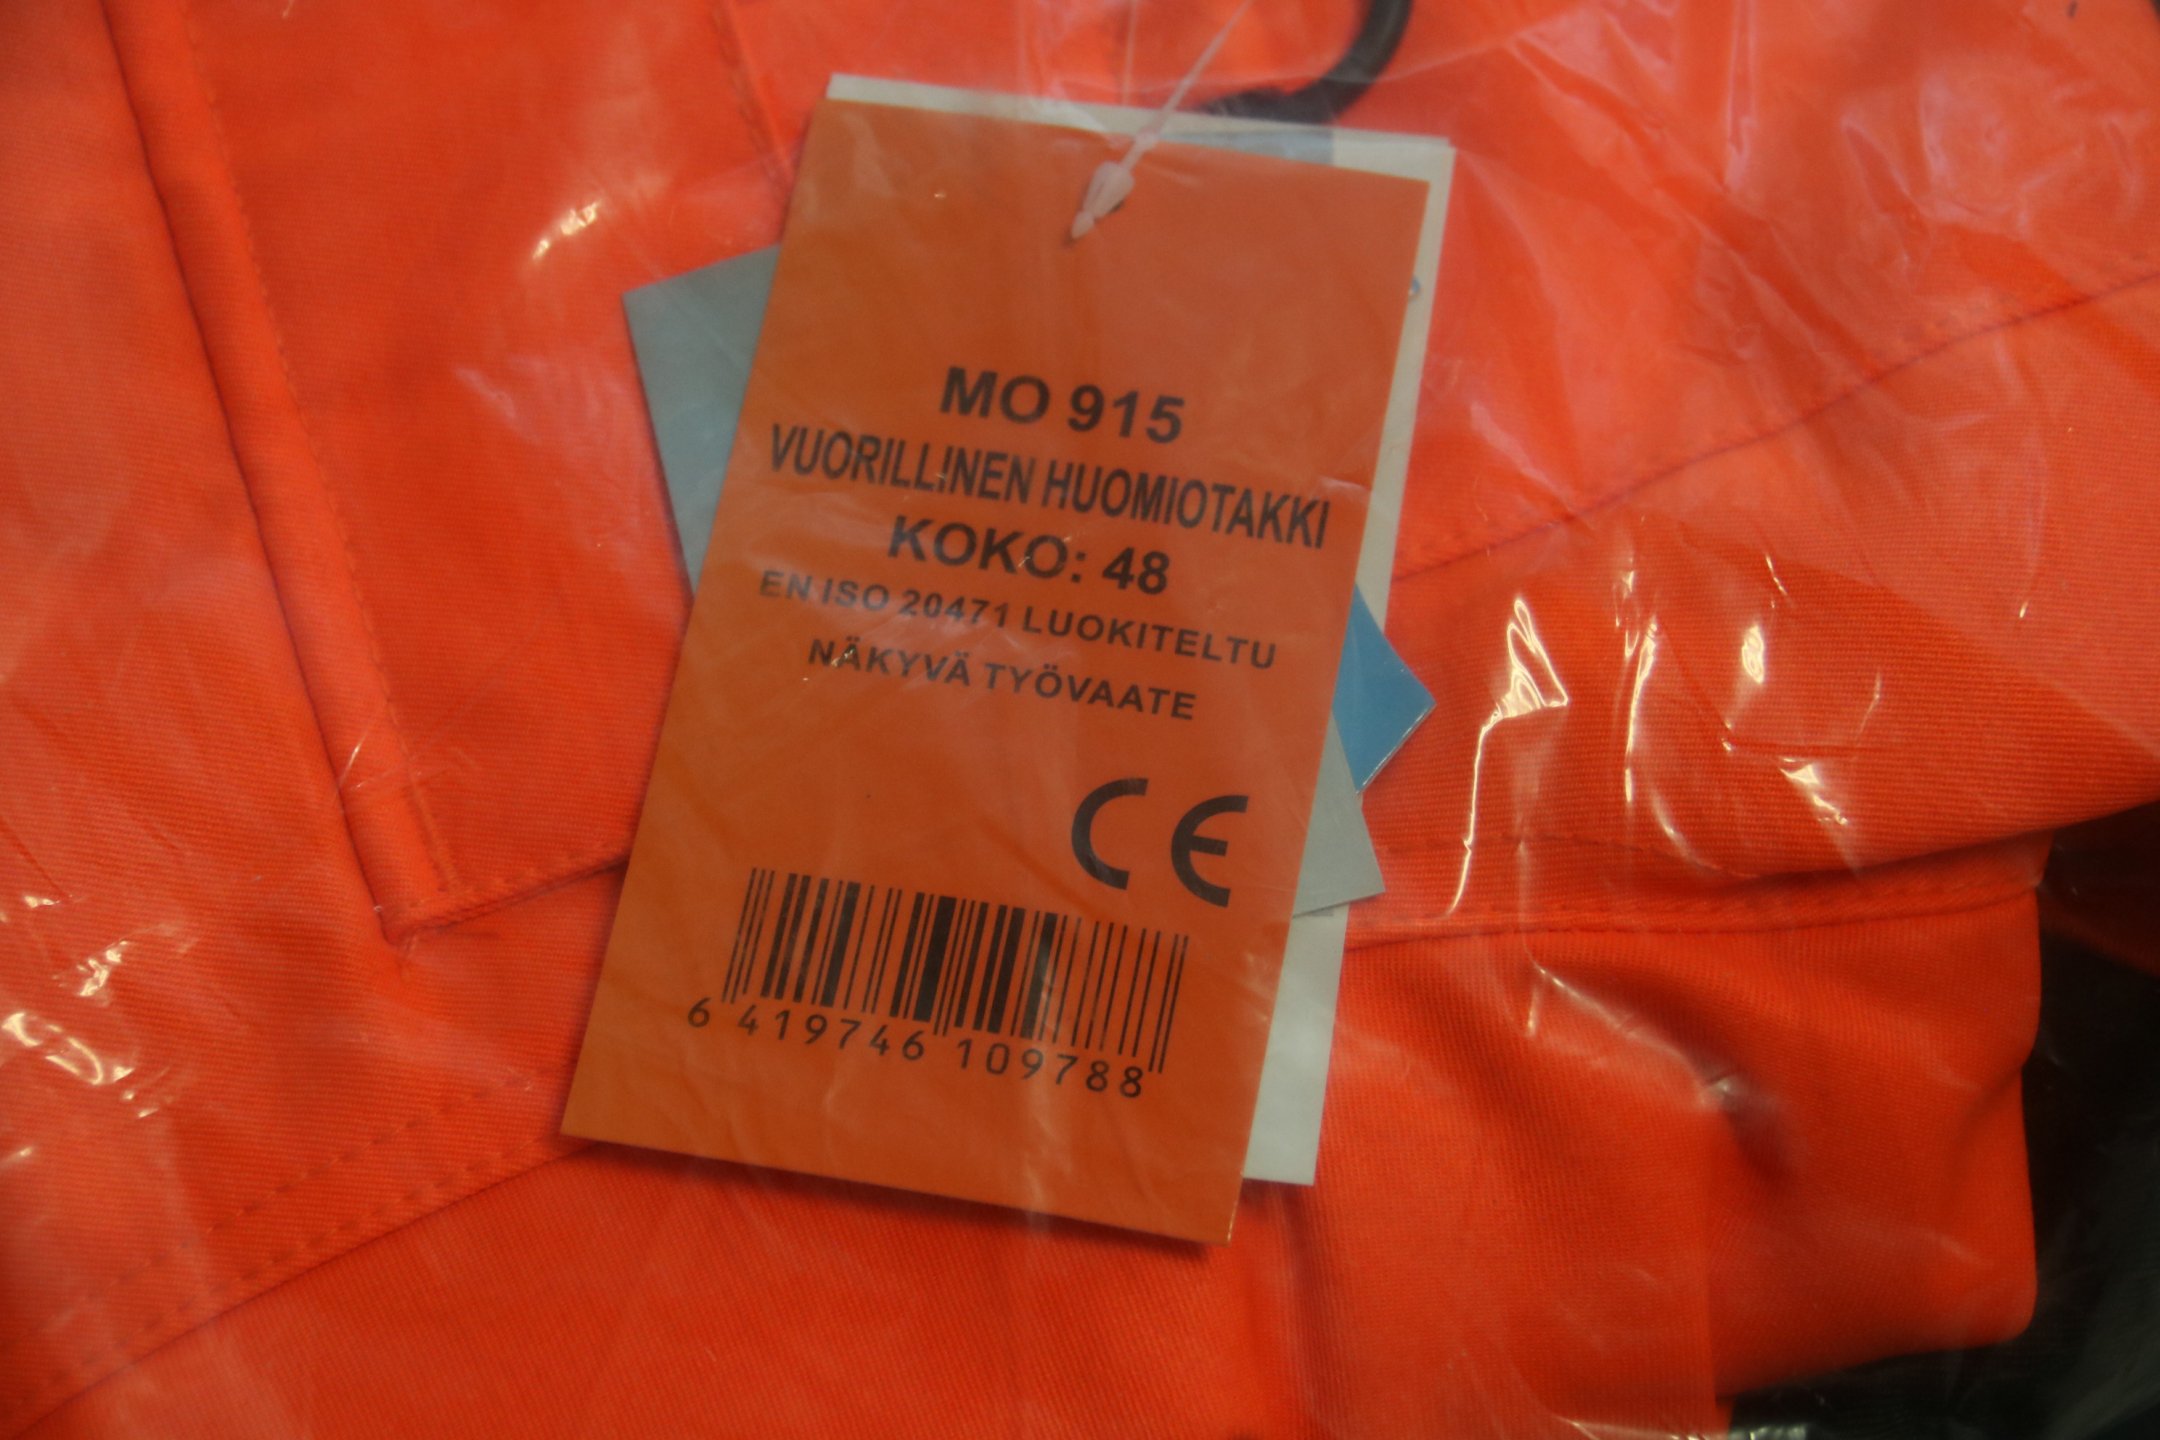 MO 915
VUORILLINEN HUOMIOTAKKI
KOKO: 48
EN ISO 20471 LUOKITELTU
NÄKYVÄ TYÖVAATE
CE
6 419746 109788